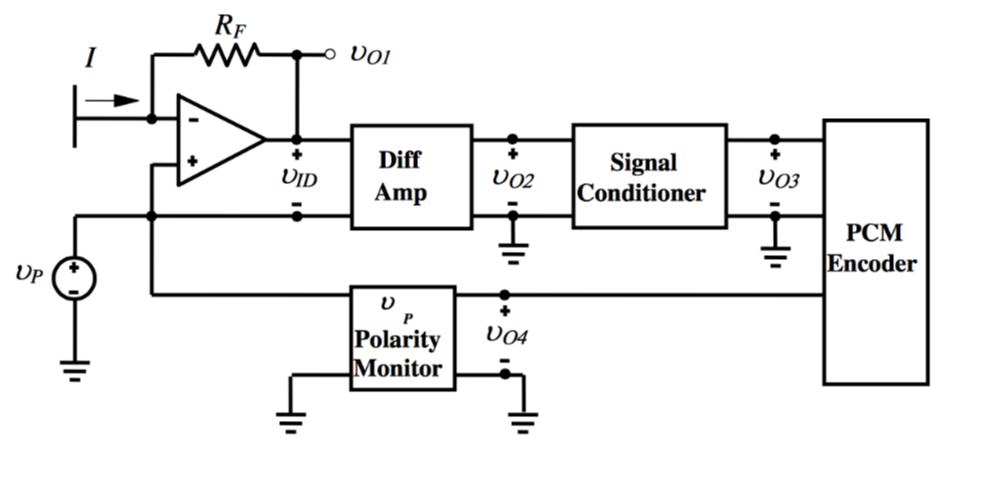 R_F
I
υ_O1
-
+
+
υ_ID
-
Diff
Amp
+
υ_O2
-
Signal
Conditioner
+
υ_O3
-
PCM
Encoder
υ_P
+
-
υ_P
Polarity
Monitor
+
υ_O4
-